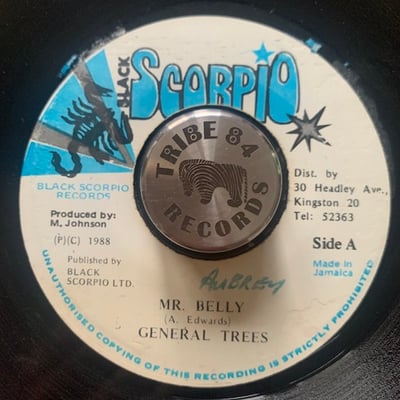 BLACK
SCORPIO
TRIBE 84
RECORDS
BLACK SCORPIO
RECORDS
Produced by:
M. Johnson
(P)(C) 1988
Published by
BLACK
SCORPIO LTD.
Dist. by
30 Headley Ave.,
Kingston 20
Tel: 52363
Side A
Made in
Jamaica
AUBREY
MR. BELLY
(A. Edwards)
GENERAL TREES
UNAUTHORISED COPYING OF THIS RECORDING IS STRICTLY PROHIBITED